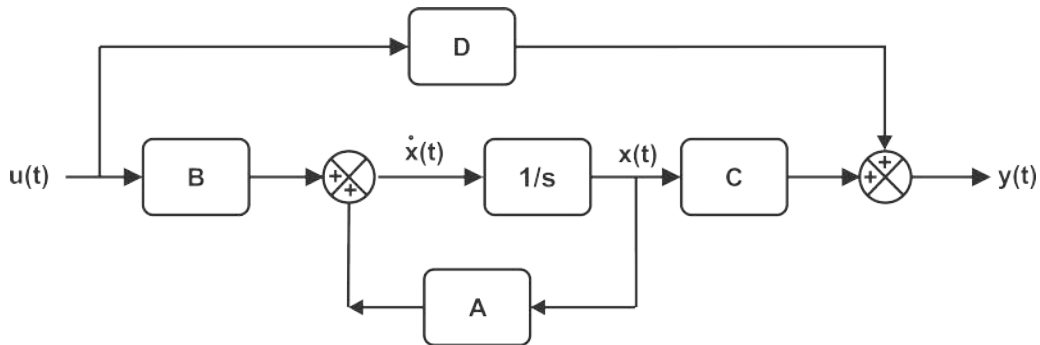 D
u(t) B ẋ(t) 1/s x(t) C y(t)
+ + + +
A